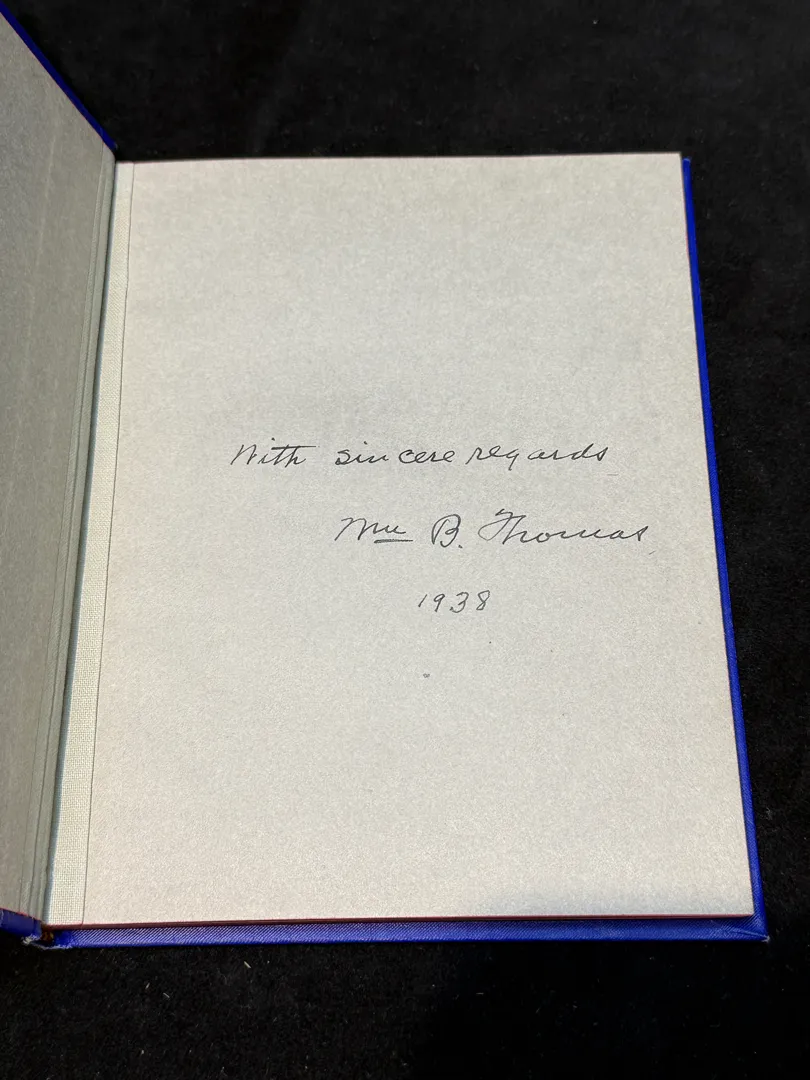 With sincere regards
Wm B. Thomas
1938